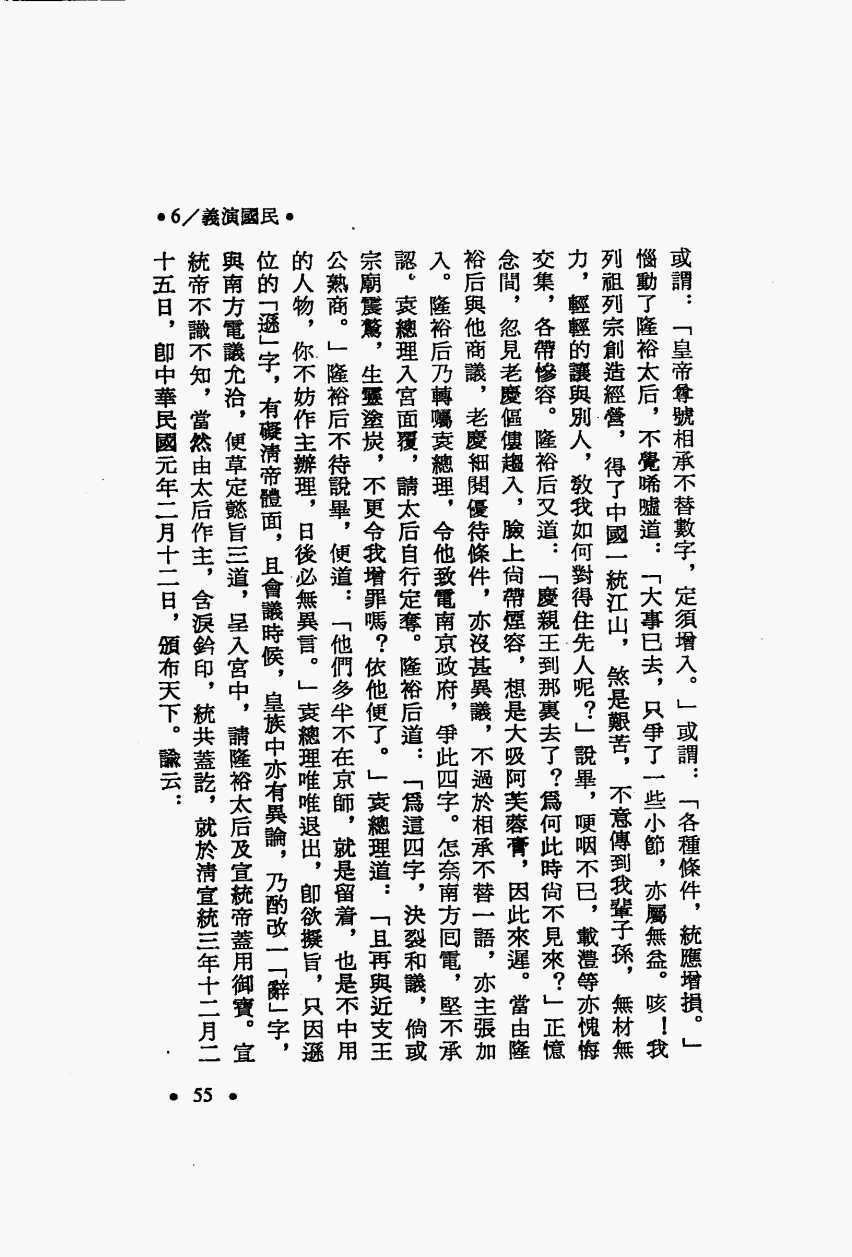 •6／義演國民•
或謂：「皇帝尊號相承不替數字，定須增入。」或謂：「各種條件，統應增損。」
惱動了隆裕太后，不覺唏噓道：「大事已去，只爭了一些小節，亦屬無益。咳！我
列祖列宗創造經營，得了中國一統江山，煞是艱苦，不意傳到我輩子孫，無材無
力，輕輕的讓與別人，敎我如何對得住先人呢？」說畢，哽咽不已，載灃等亦愧悔
交集，各帶慘容。隆裕后又道：「慶親王到那裏去了？爲何此時尙不見來？」正憶
念間，忽見老慶傴僂趨入，臉上尙帶煙容，想是大吸阿芙蓉膏，因此來遲。當由隆
裕后與他商議，老慶細閱優待條件，亦沒甚異議，不過於相承不替一語，亦主張加
入。隆裕后乃轉囑袁總理，令他致電南京政府，爭此四字。怎奈南方回電，堅不承
認。袁總理入宮面覆，請太后自行定奪。隆裕后道：「爲這四字，決裂和議，倘或
宗廟震驚，生靈塗炭，不更令我增罪嗎？依他便了。」袁總理道：「且再與近支王
公熟商。」隆裕后不待說畢，便道：「他們多半不在京師，就是留着，也是不中用
的人物，你不妨作主辦理，日後必無異言。」袁總理唯唯退出，卽欲擬旨，只因遜
位的「遜」字，有礙淸帝體面，且會議時候，皇族中亦有異論，乃酌改一「辭」字，
與南方電議允洽，便草定懿旨三道，呈入宮中，請隆裕太后及宣統帝蓋用御寶。宣
統帝不識不知，當然由太后作主，含淚鈐印，統共蓋訖，就於淸宣統三年十二月二
十五日，卽中華民國元年二月十二日，頒布天下。諭云：
• 55 •